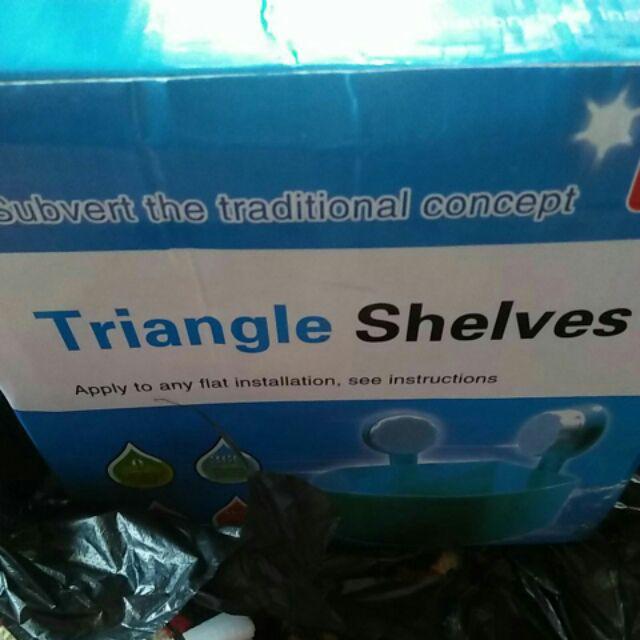 Subvert the traditional concept
Triangle Shelves
Apply to any flat installation, see instructions